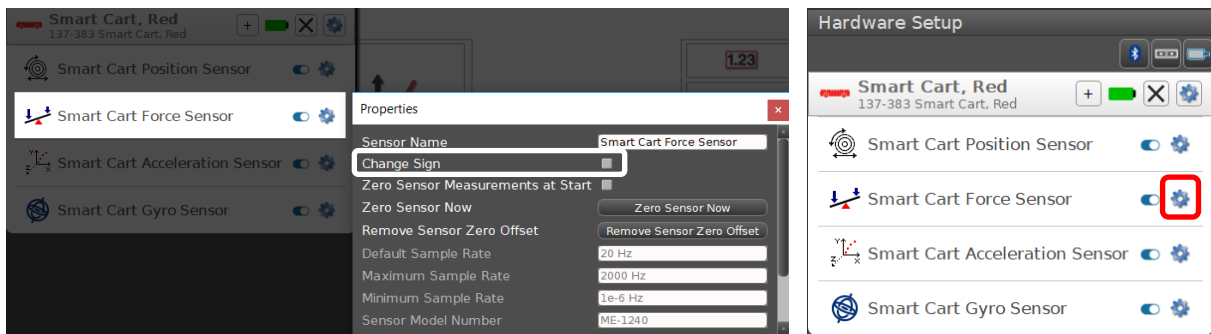 Smart Cart, Red
137-383 Smart Cart, Red
+
Smart Cart Position Sensor
Smart Cart Force Sensor
Smart Cart Acceleration Sensor
Smart Cart Gyro Sensor
1.23
Properties
Sensor Name Smart Cart Force Sensor
Change Sign
Zero Sensor Measurements at Start
Zero Sensor Now Zero Sensor Now
Remove Sensor Zero Offset Remove Sensor Zero Offset
Default Sample Rate 20 Hz
Maximum Sample Rate 2000 Hz
Minimum Sample Rate 1e-6 Hz
Sensor Model Number ME-1240
Hardware Setup
Smart Cart, Red
137-383 Smart Cart, Red
+
Smart Cart Position Sensor
Smart Cart Force Sensor
Y
Z X
Smart Cart Acceleration Sensor
Smart Cart Gyro Sensor